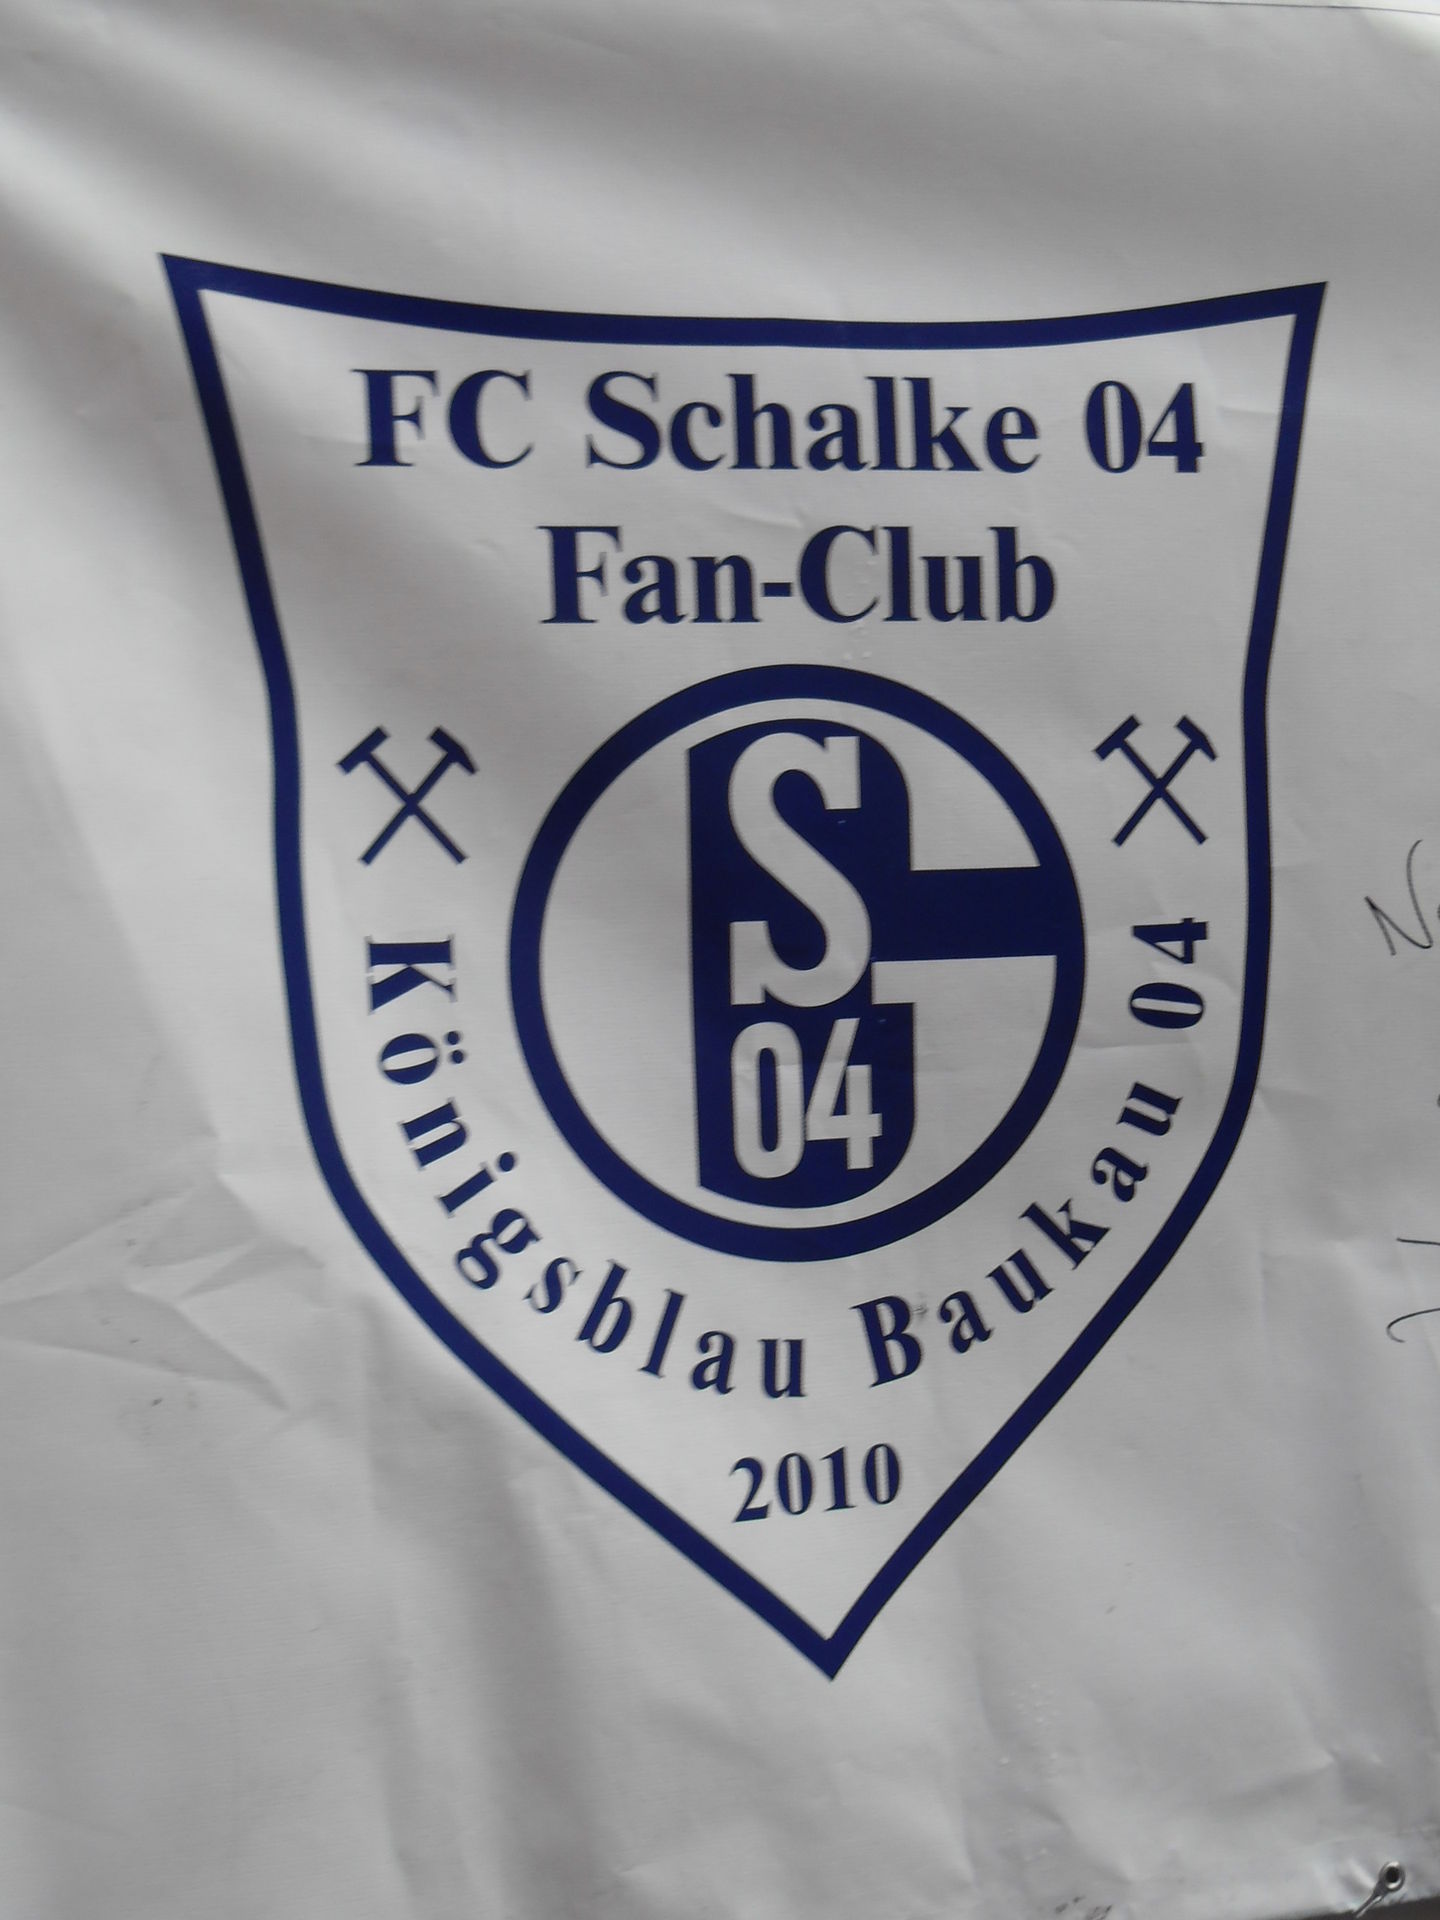 FC Schalke 04
Fan-Club
S
04
Königsblau Baukau 04
2010